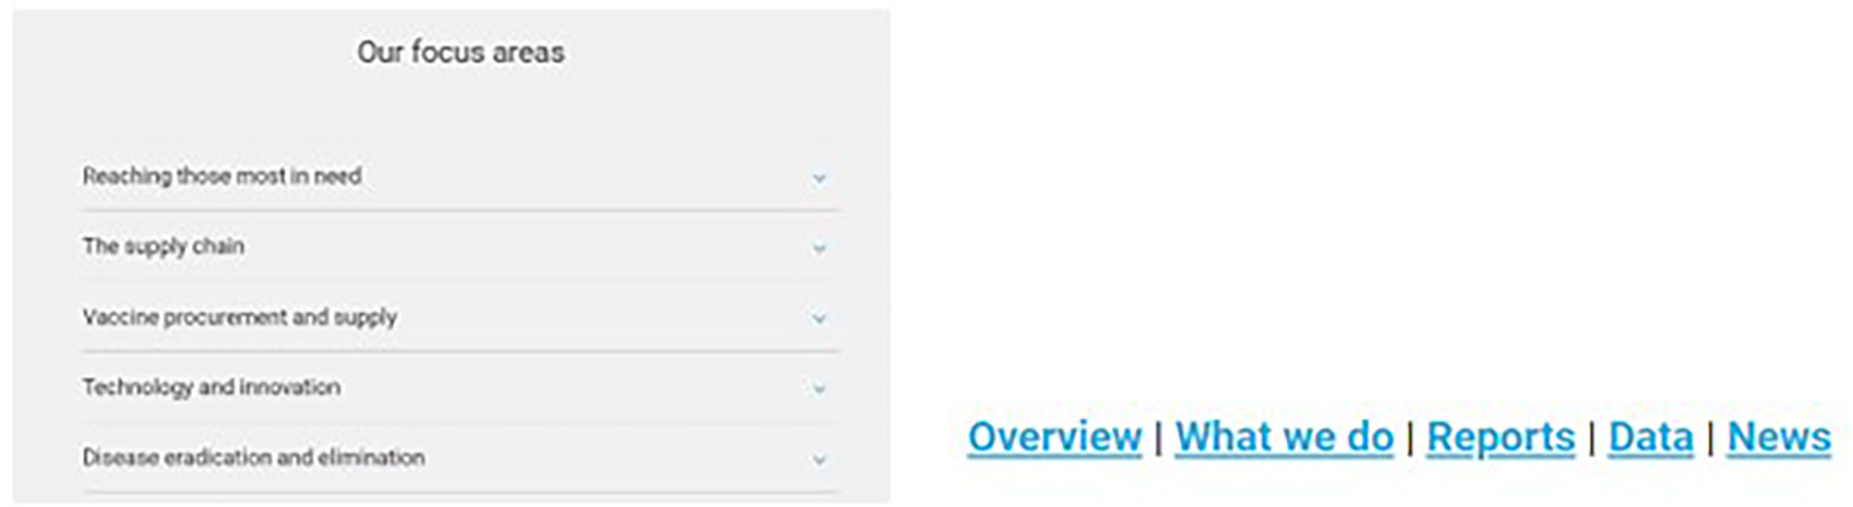 Our focus areas
Reaching those most in need
The supply chain
Vaccine procurement and supply
Technology and innovation
Disease eradication and elimination
Overview | What we do | Reports | Data | News